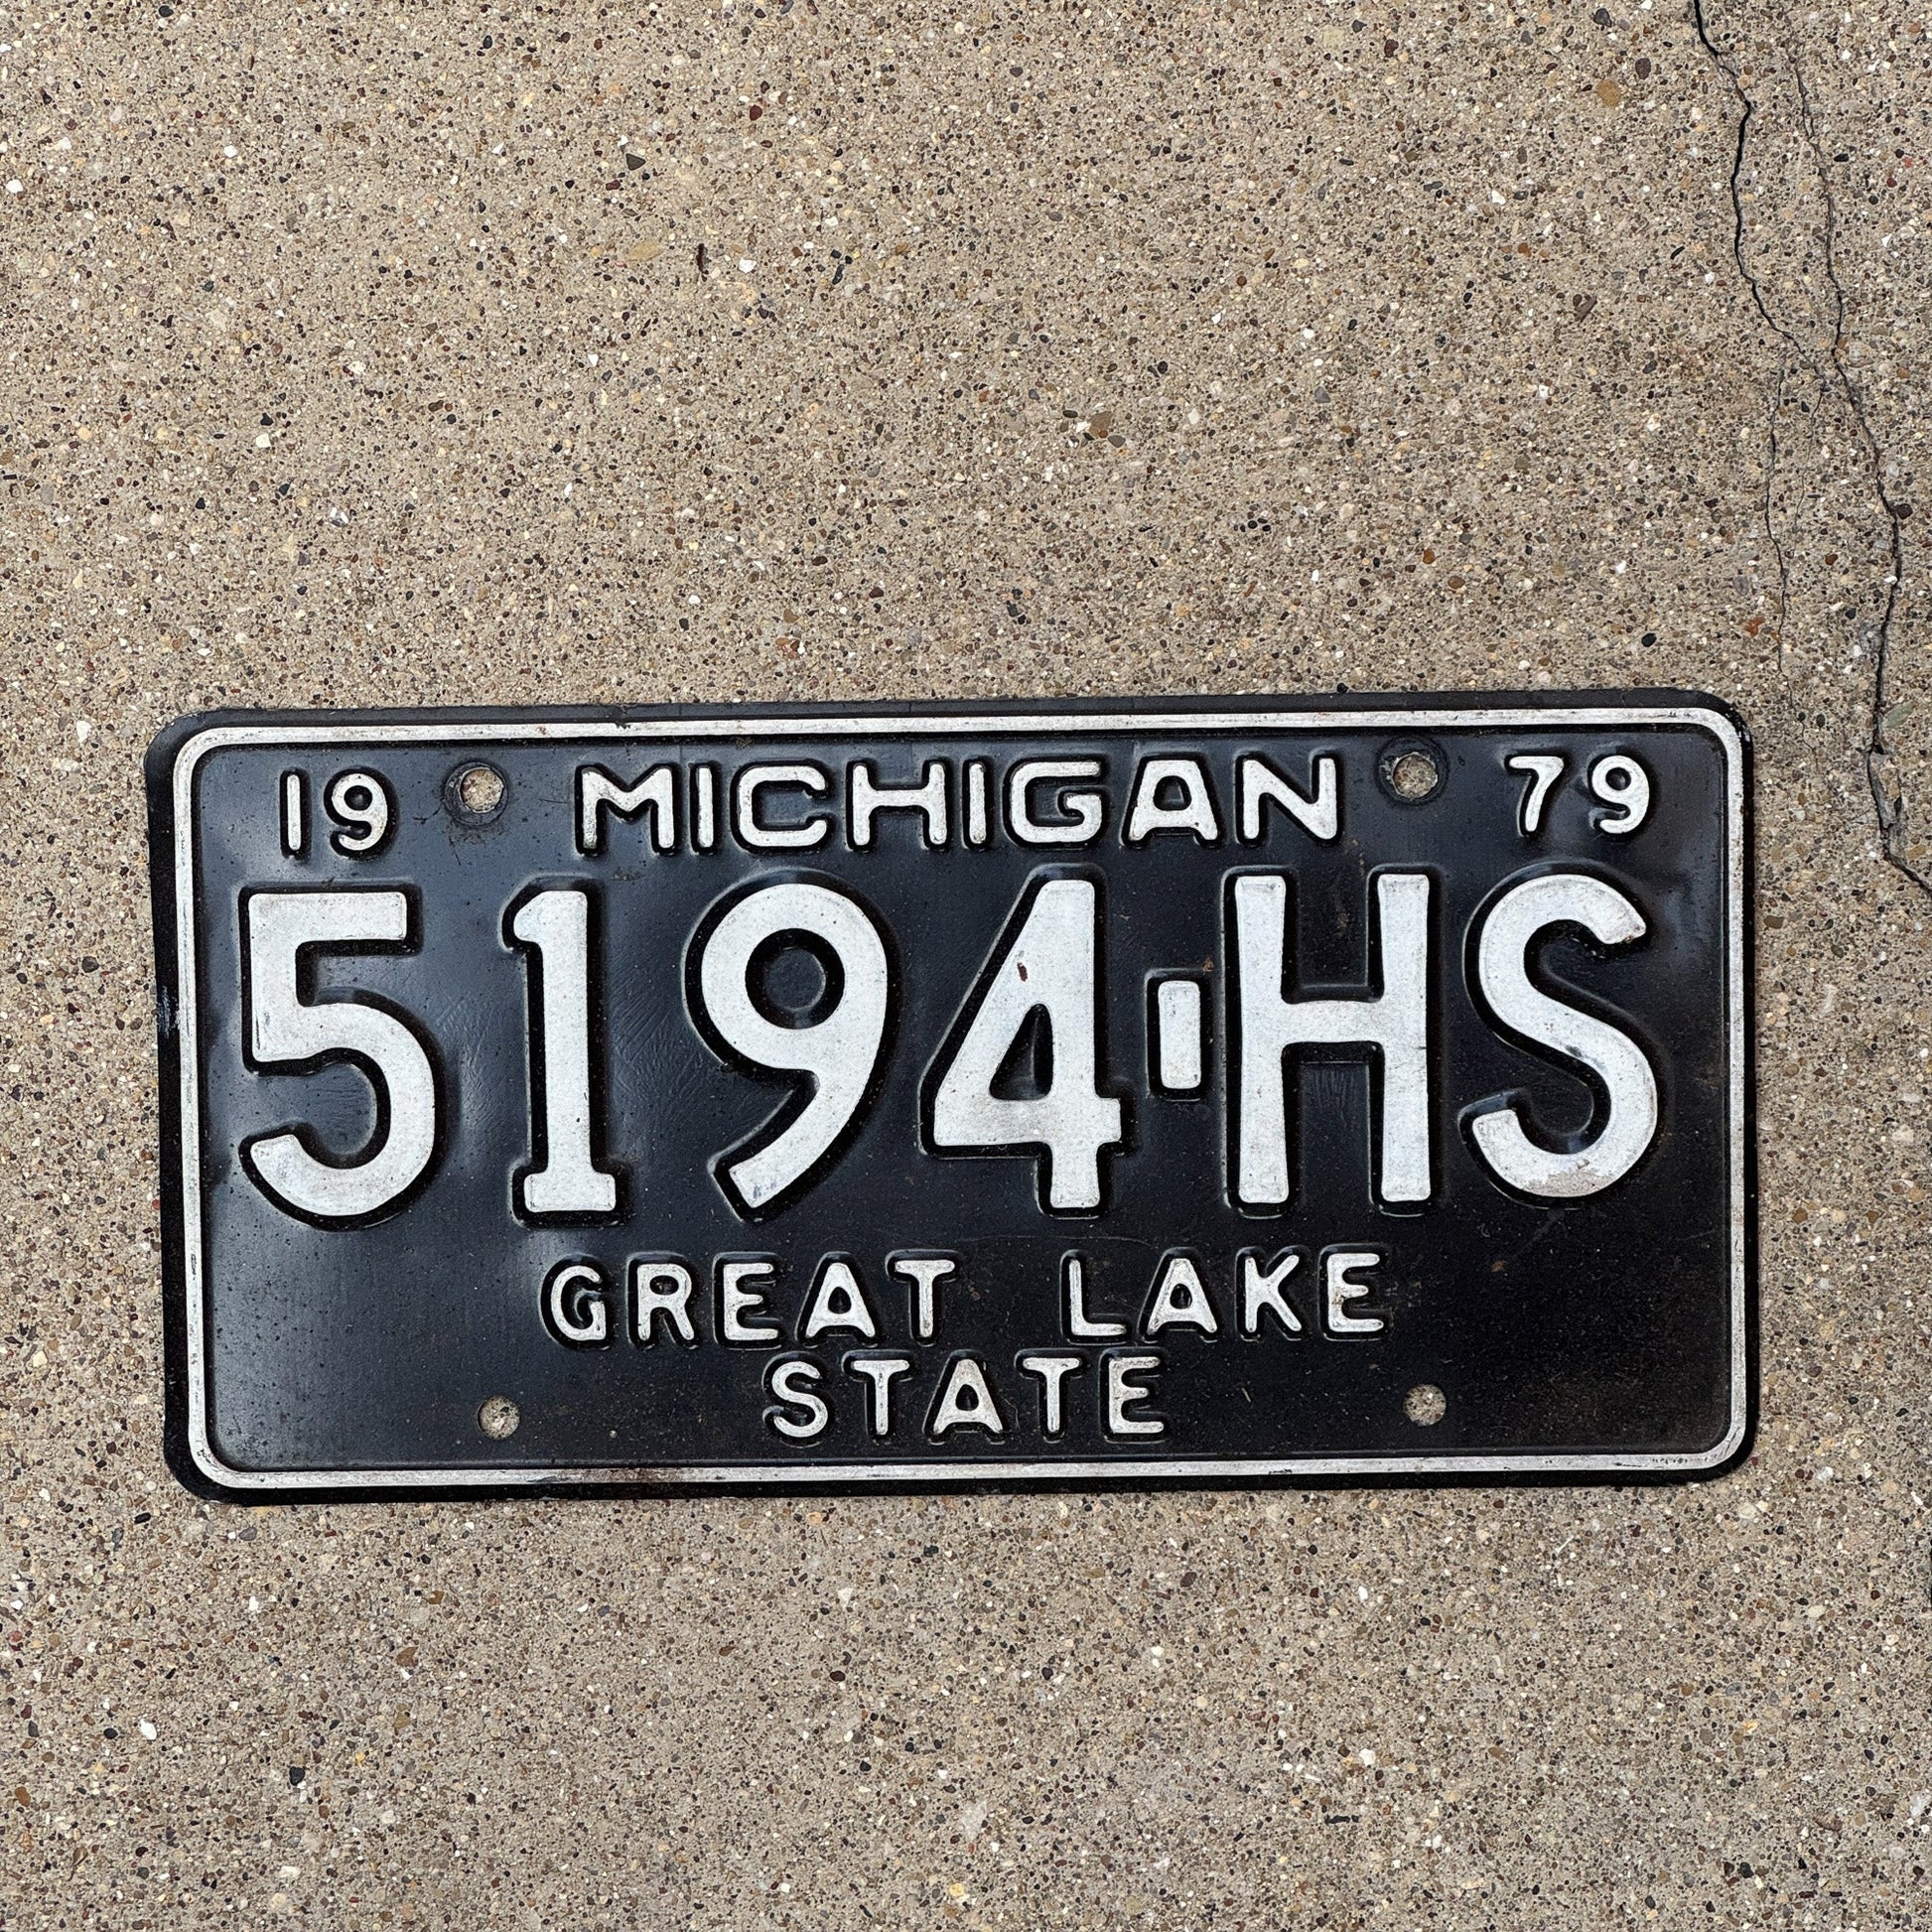 19 MICHIGAN 79
5194-HS
GREAT LAKE
STATE